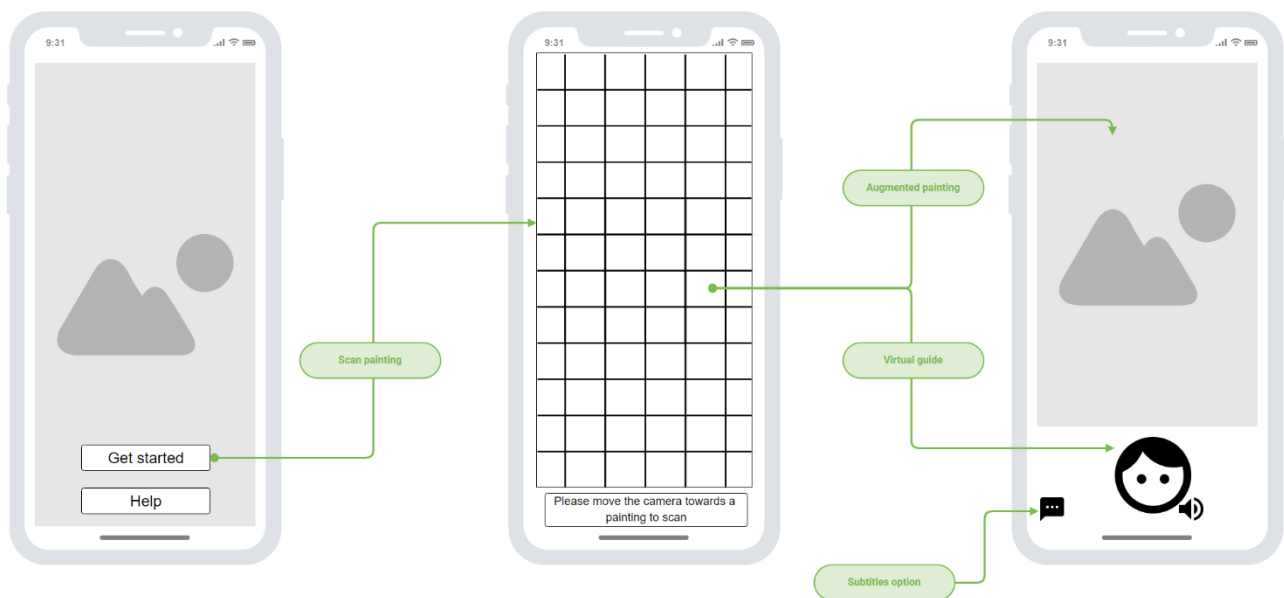 9:31
Get started
Help
Scan painting
9:31
Please move the camera towards a
painting to scan
Augmented painting
Virtual guide
Subtitles option
9:31